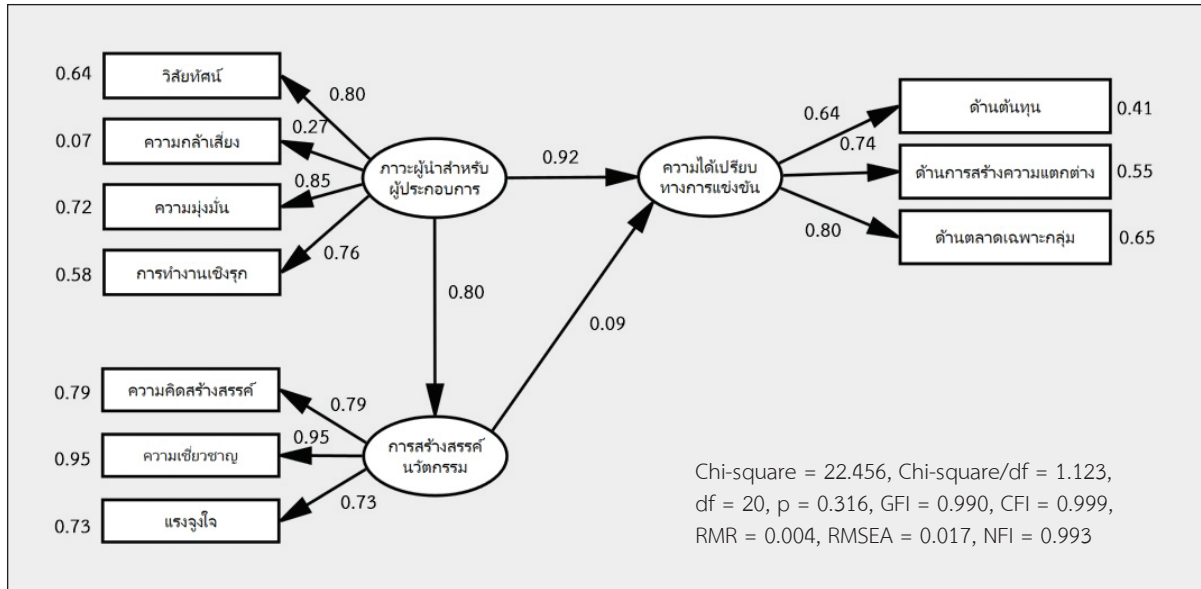 0.64
วิสัยทัศน์
0.80
0.07
ความกล้าเสี่ยง
0.27
0.72
ความมุ่งมั่น
0.85
0.58
การทำงานเชิงรุก
0.76
ภาวะผู้นำสำหรับ
ผู้ประกอบการ
0.92
ความได้เปรียบ
ทางการแข่งขัน
0.64
ด้านต้นทุน
0.41
0.74
ด้านการสร้างความแตกต่าง
0.55
0.80
ด้านตลาดเฉพาะกลุ่ม
0.65
0.80
0.09
0.79
ความคิดสร้างสรรค์
0.79
0.95
ความเชี่ยวชาญ
0.95
0.73
แรงจูงใจ
0.73
การสร้างสรรค์
นวัตกรรม
Chi-square = 22.456, Chi-square/df = 1.123,
df = 20, p = 0.316, GFI = 0.990, CFI = 0.999,
RMR = 0.004, RMSEA = 0.017, NFI = 0.993